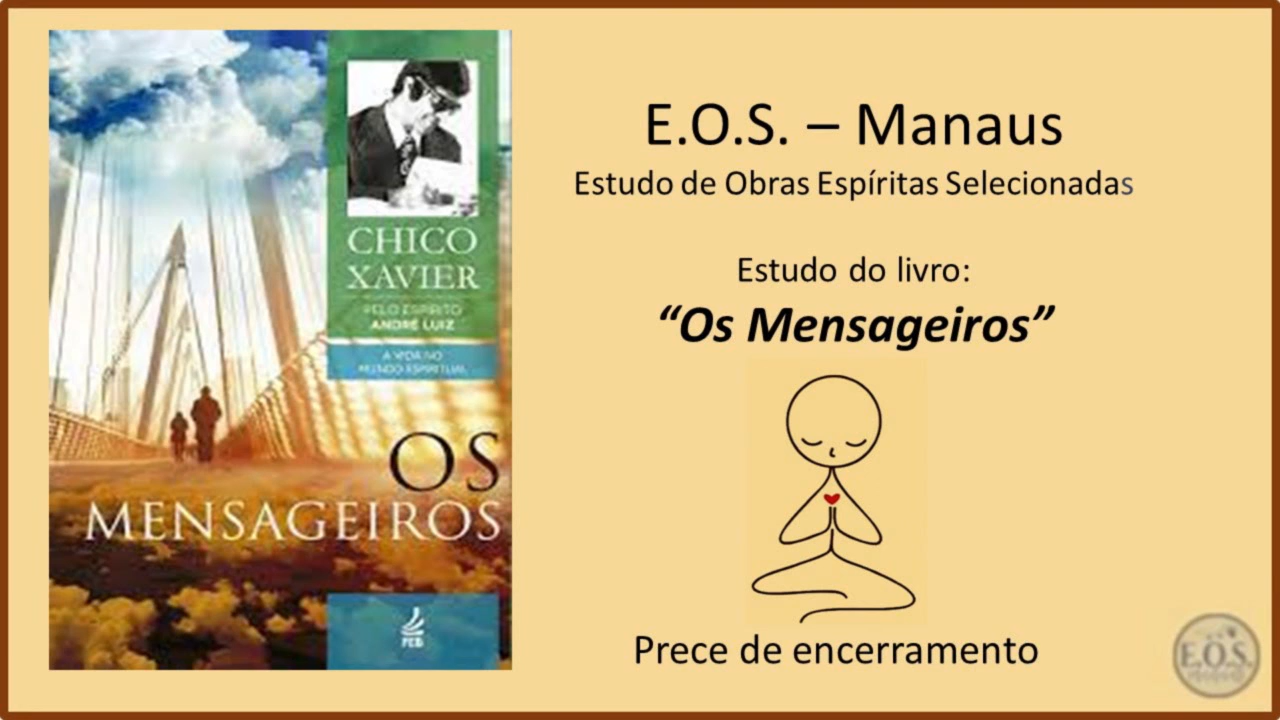 CHICO
XAVIER
PELO ESPÍRITO
ANDRÉ LUIZ
A VIDA NO
MUNDO ESPIRITUAL
OS
MENSAGEIROS
FEB
E.O.S. – Manaus
Estudo de Obras Espíritas Selecionadas
Estudo do livro:
“Os Mensageiros”
Prece de encerramento
E.O.S.